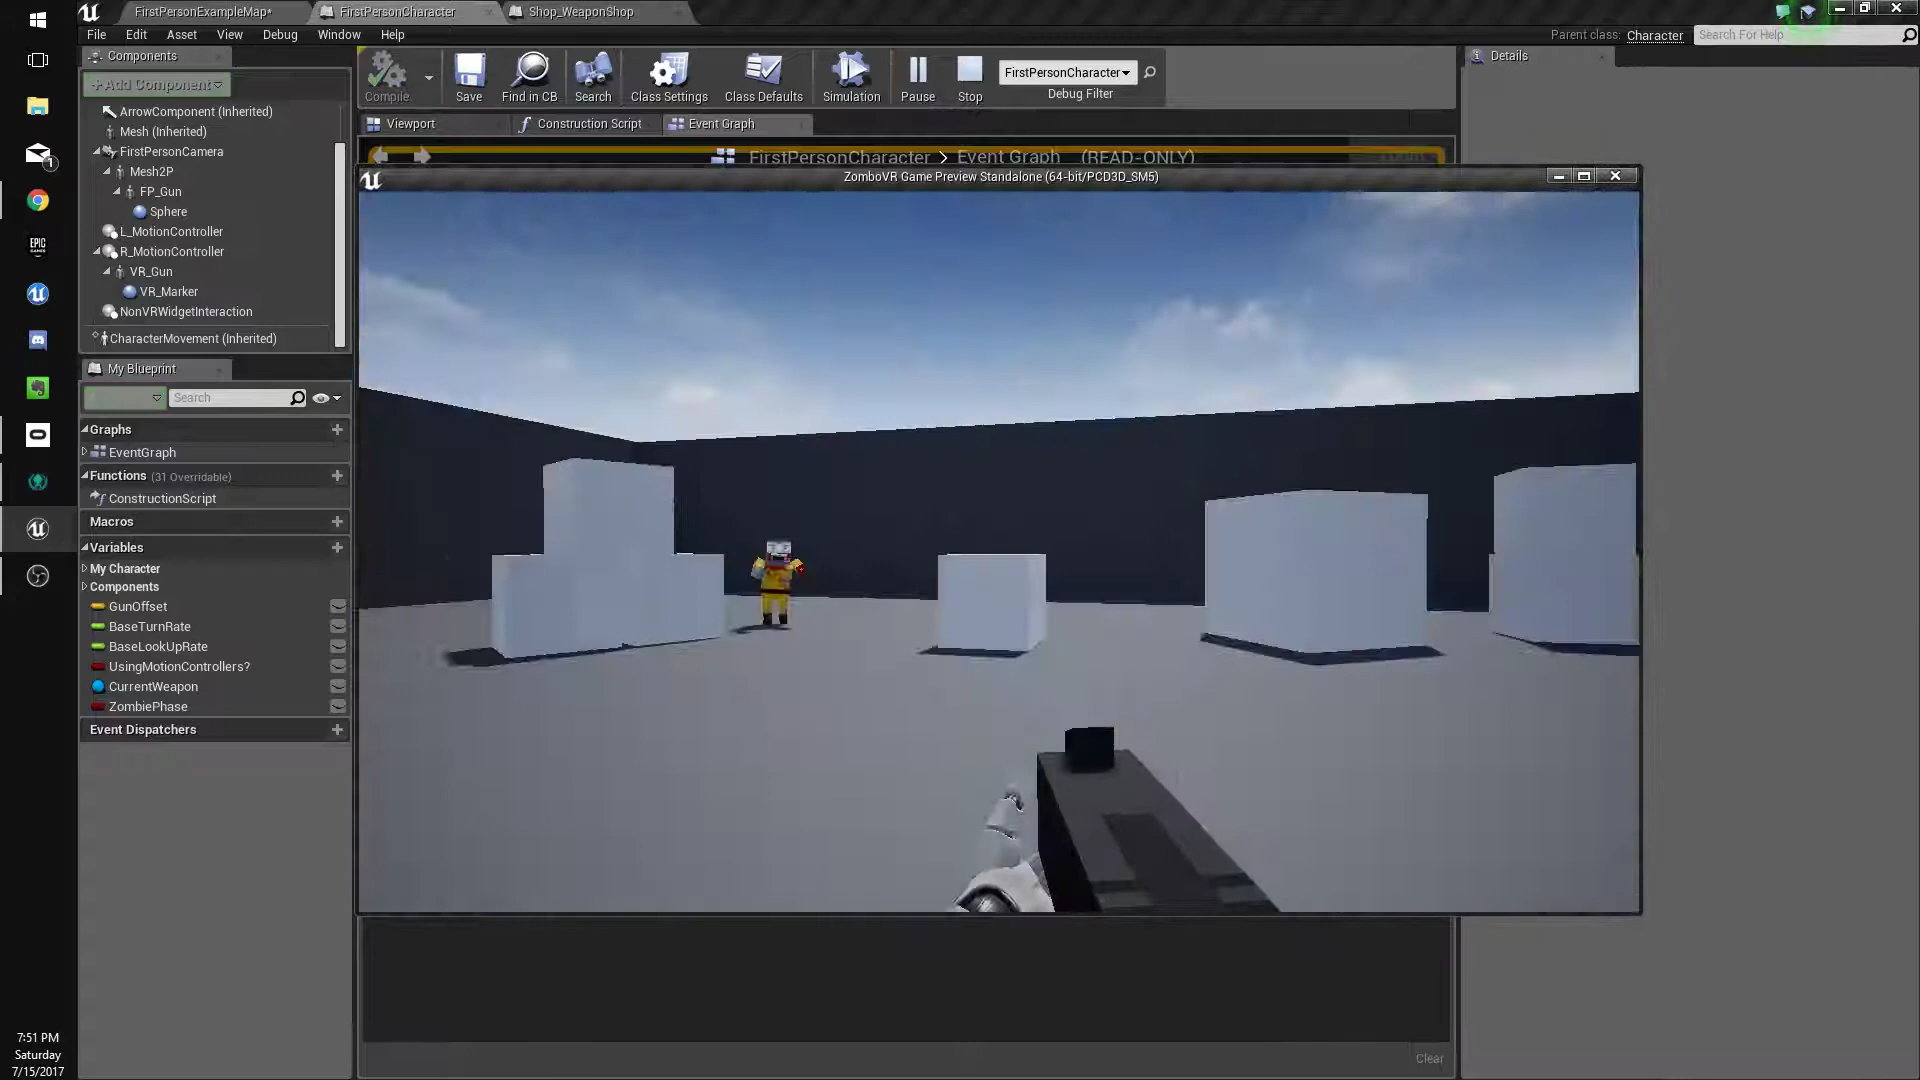 FirstPersonExampleMap*
FirstPersonCharacter
Shop_WeaponShop
File Edit Asset View Debug Window Help
Parent class: Character
Search For Help
Components
+Add Component
ArrowComponent (Inherited)
Mesh (Inherited)
FirstPersonCamera
Mesh2P
FP_Gun
Sphere
L_MotionController
R_MotionController
VR_Gun
VR_Marker
NonVRWidgetInteraction
CharacterMovement (Inherited)
Compile
Save
Find in CB
Search
Class Settings
Class Defaults
Simulation
Pause
Stop
FirstPersonCharacter
Debug Filter
Details
Viewport
Construction Script
Event Graph
FirstPersonCharacter > Event Graph (READ-ONLY)
ZomboVR Game Preview Standalone (64-bit/PCD3D_SM5)
My Blueprint
Search
Graphs
EventGraph
Functions (31 Overridable)
ConstructionScript
Macros
Variables
My Character
Components
GunOffset
BaseTurnRate
BaseLookUpRate
UsingMotionControllers?
CurrentWeapon
ZombiePhase
Event Dispatchers
EPIC
GAMES
1
7:51 PM
Saturday
7/15/2017
Clear